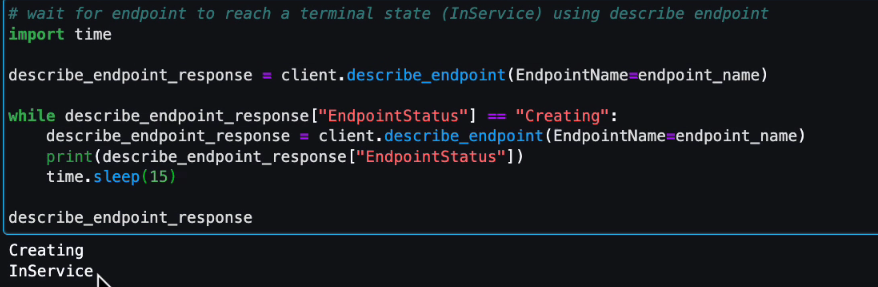 # wait for endpoint to reach a terminal state (InService) using describe endpoint
import time
describe_endpoint_response = client.describe_endpoint(EndpointName=endpoint_name)
while describe_endpoint_response["EndpointStatus"] == "Creating":
    describe_endpoint_response = client.describe_endpoint(EndpointName=endpoint_name)
    print(describe_endpoint_response["EndpointStatus"])
    time.sleep(15)
describe_endpoint_response
Creating
InService